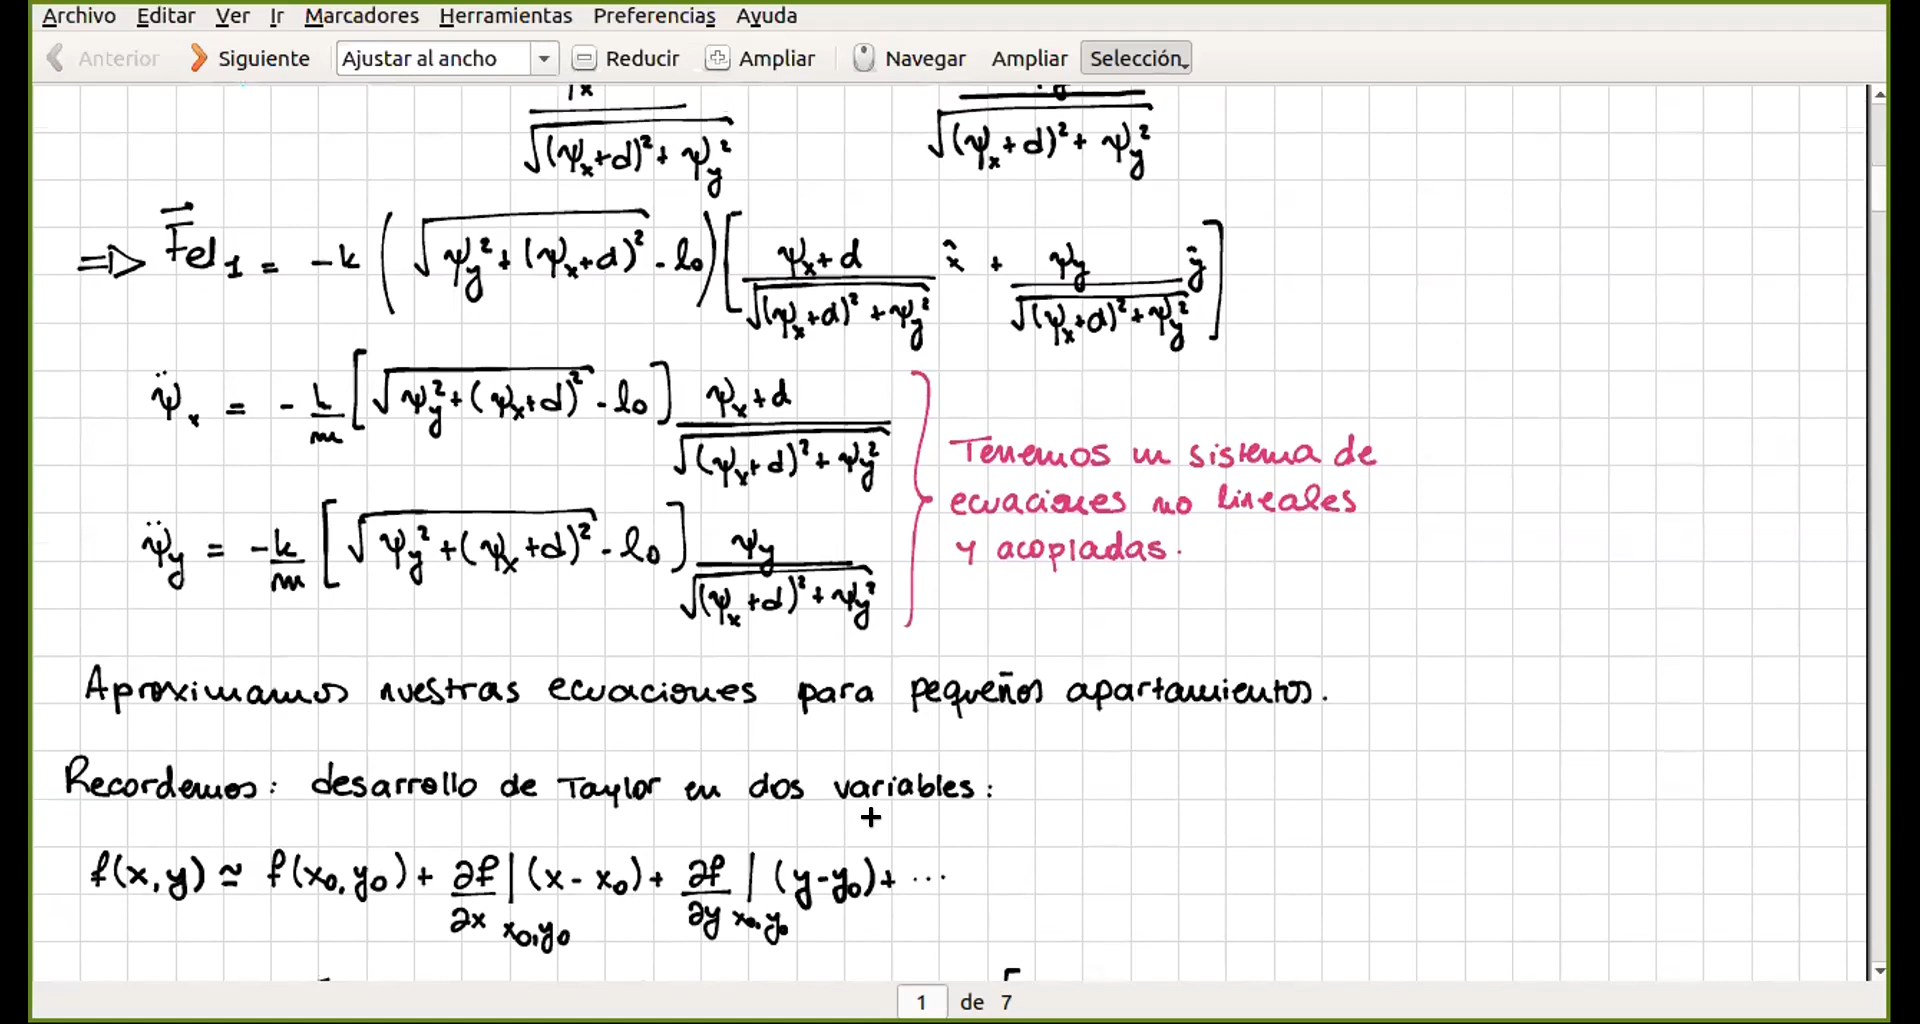 Archivo Editar Ver Ir Marcadores Herramientas Preferencias Ayuda
Anterior Siguiente Ajustar al ancho Reducir Ampliar Navegar Ampliar Selección
√((ψx+d)²+ ψy²) √((ψx+d)²+ ψy²)
=> F⃗el1 = -k (√(ψy²+(ψx+d)²) - l0) [ (ψx+d)/√((ψx+d)²+ψy²) x̂ + ψy/√((ψx+d)²+ψy²) ŷ ]
ψ̈x = - k/m [√(ψy²+(ψx+d)²) - l0] (ψx+d)/√((ψx+d)²+ψy²)
Tenemos un sistema de
ecuaciones no lineales
y acopladas.
ψ̈y = -k/m [√(ψy²+(ψx+d)²) - l0] ψy/√((ψx+d)²+ψy²)
Aproximamos nuestras ecuaciones para pequeños apartamientos.
Recordemos: desarrollo de Taylor en dos variables:
f(x,y) ≃ f(x0,y0) + ∂f/∂x|x0,y0 (x-x0) + ∂f/∂y|x0,y0 (y-y0) + ...
1 de 7